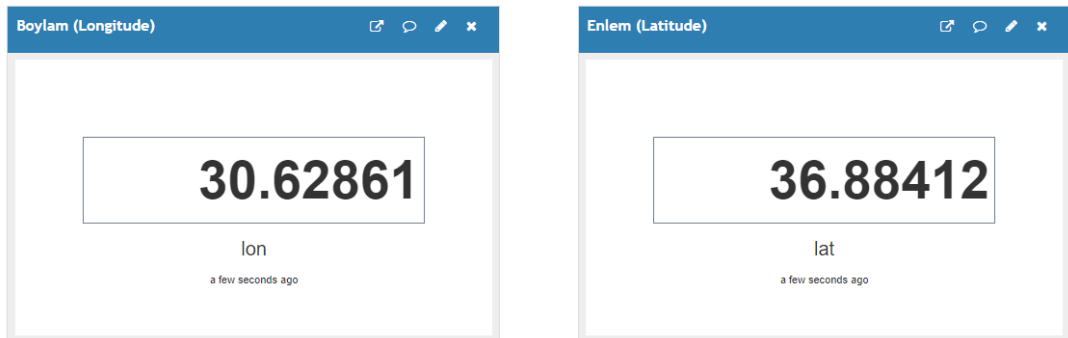 Boylam (Longitude)
30.62861
lon
a few seconds ago
Enlem (Latitude)
36.88412
lat
a few seconds ago